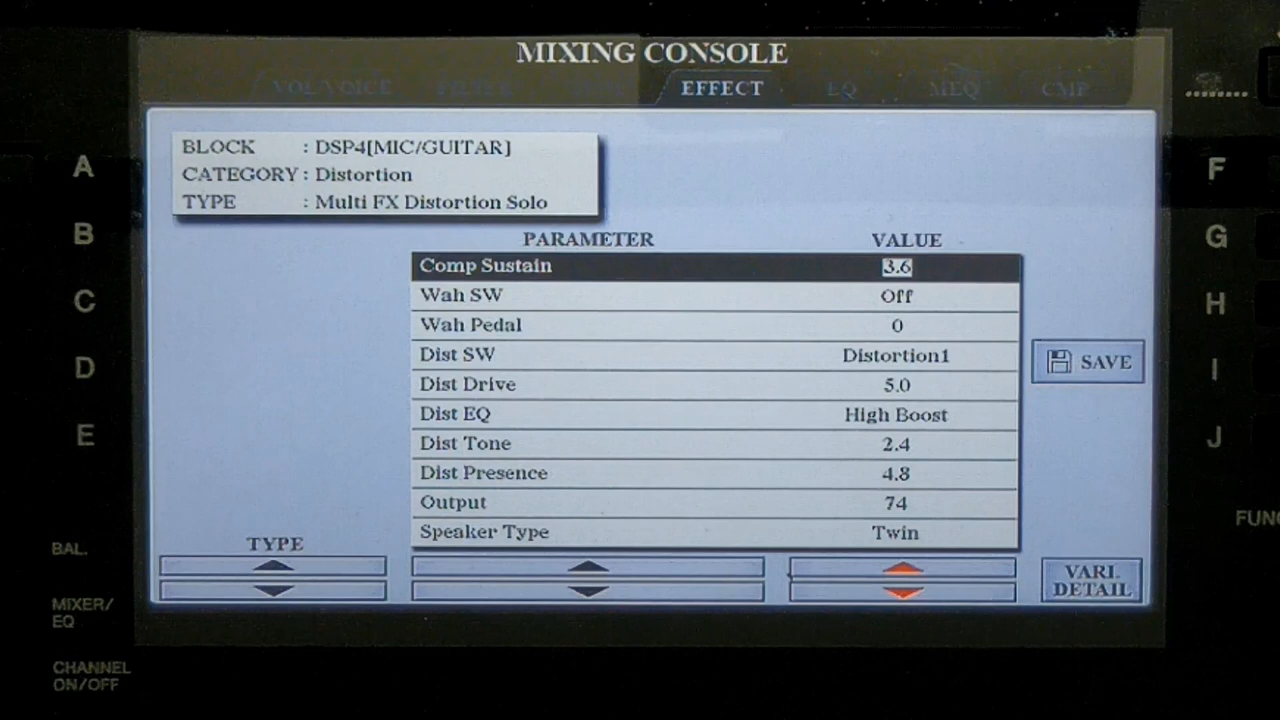 MIXING CONSOLE
VOL/VOICE FILTER EFFECT EQ MEQ CMP
BLOCK : DSP4[MIC/GUITAR]
CATEGORY : Distortion
TYPE : Multi FX Distortion Solo
PARAMETER VALUE
Comp Sustain 3.6
Wah SW Off
Wah Pedal 0
Dist SW Distortion1
Dist Drive 5.0
Dist EQ High Boost
Dist Tone 2.4
Dist Presence 4.8
Output 74
Speaker Type Twin
TYPE
SAVE
VARI.
DETAIL
A
B
C
D
E
BAL.
MIXER/
EQ
CHANNEL
ON/OFF
F
G
H
I
J